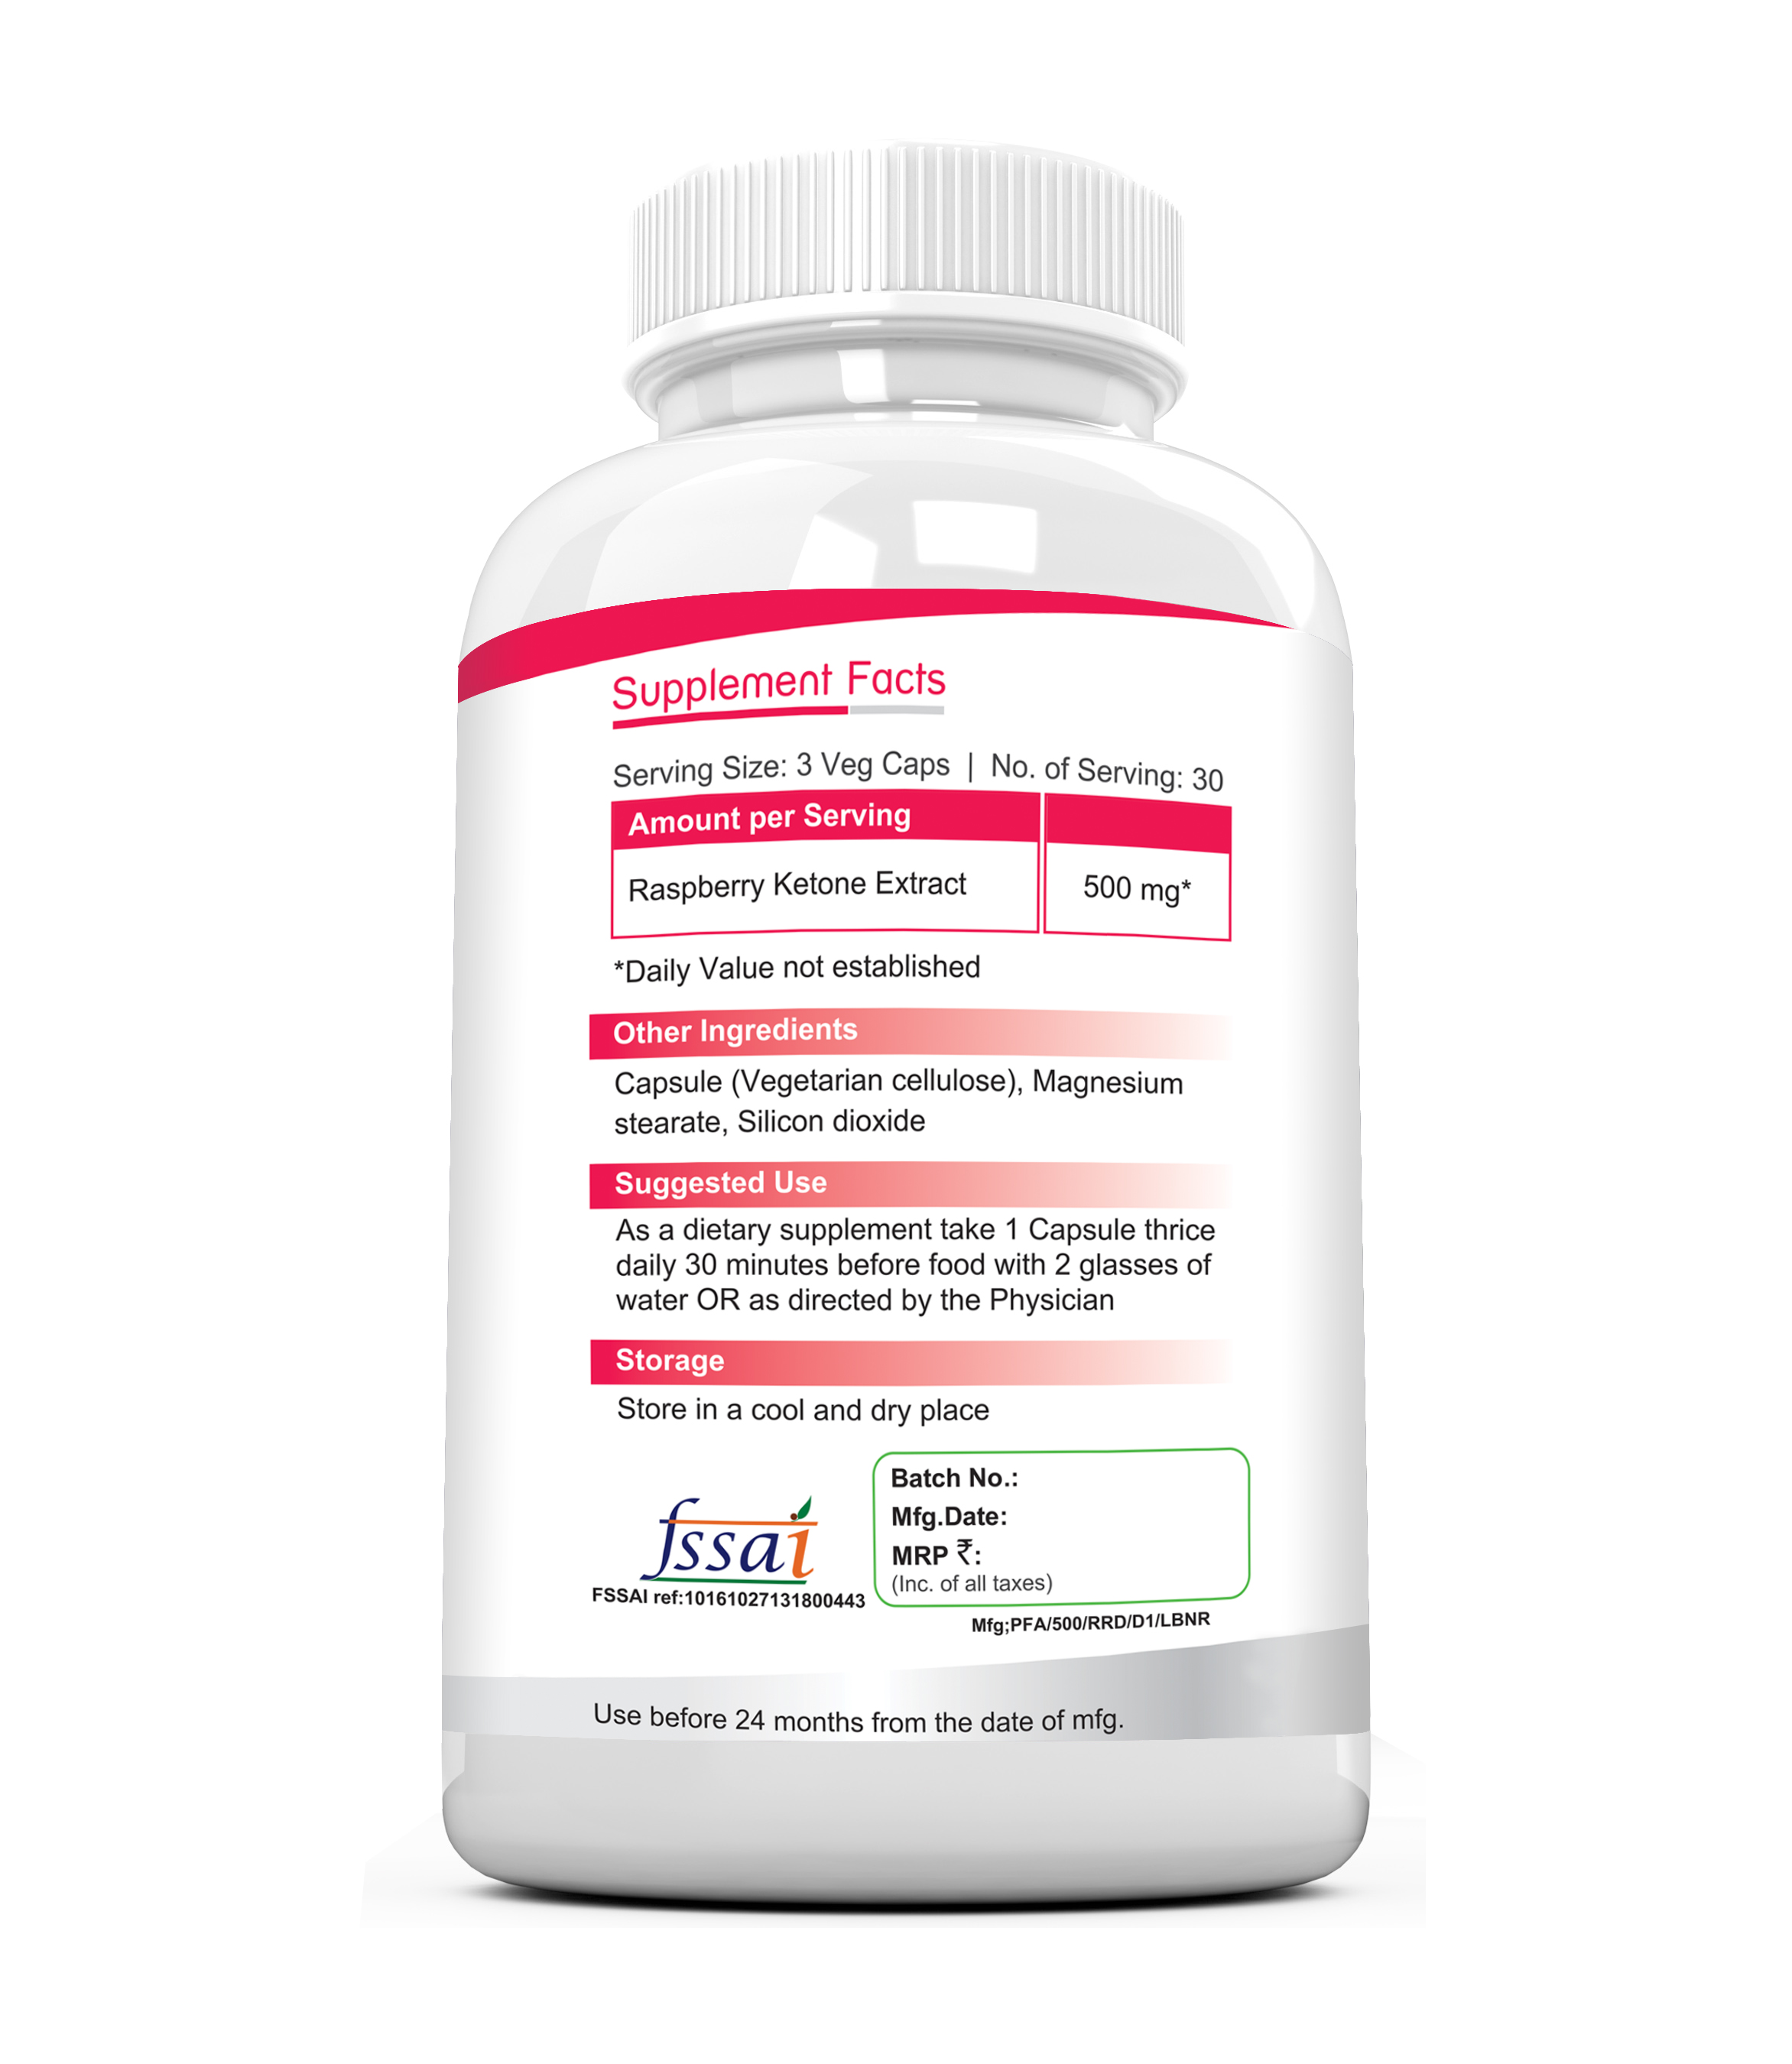 Supplement Facts
Serving Size: 3 Veg Caps | No. of Serving: 30
Amount per Serving
Raspberry Ketone Extract 500 mg*
*Daily Value not established
Other Ingredients
Capsule (Vegetarian cellulose), Magnesium
stearate, Silicon dioxide
Suggested Use
As a dietary supplement take 1 Capsule thrice
daily 30 minutes before food with 2 glasses of
water OR as directed by the Physician
Storage
Store in a cool and dry place
fssai
FSSAI ref:10161027131800443
Batch No.:
Mfg.Date:
MRP ₹:
(Inc. of all taxes)
Mfg;PFA/500/RRD/D1/LBNR
Use before 24 months from the date of mfg.